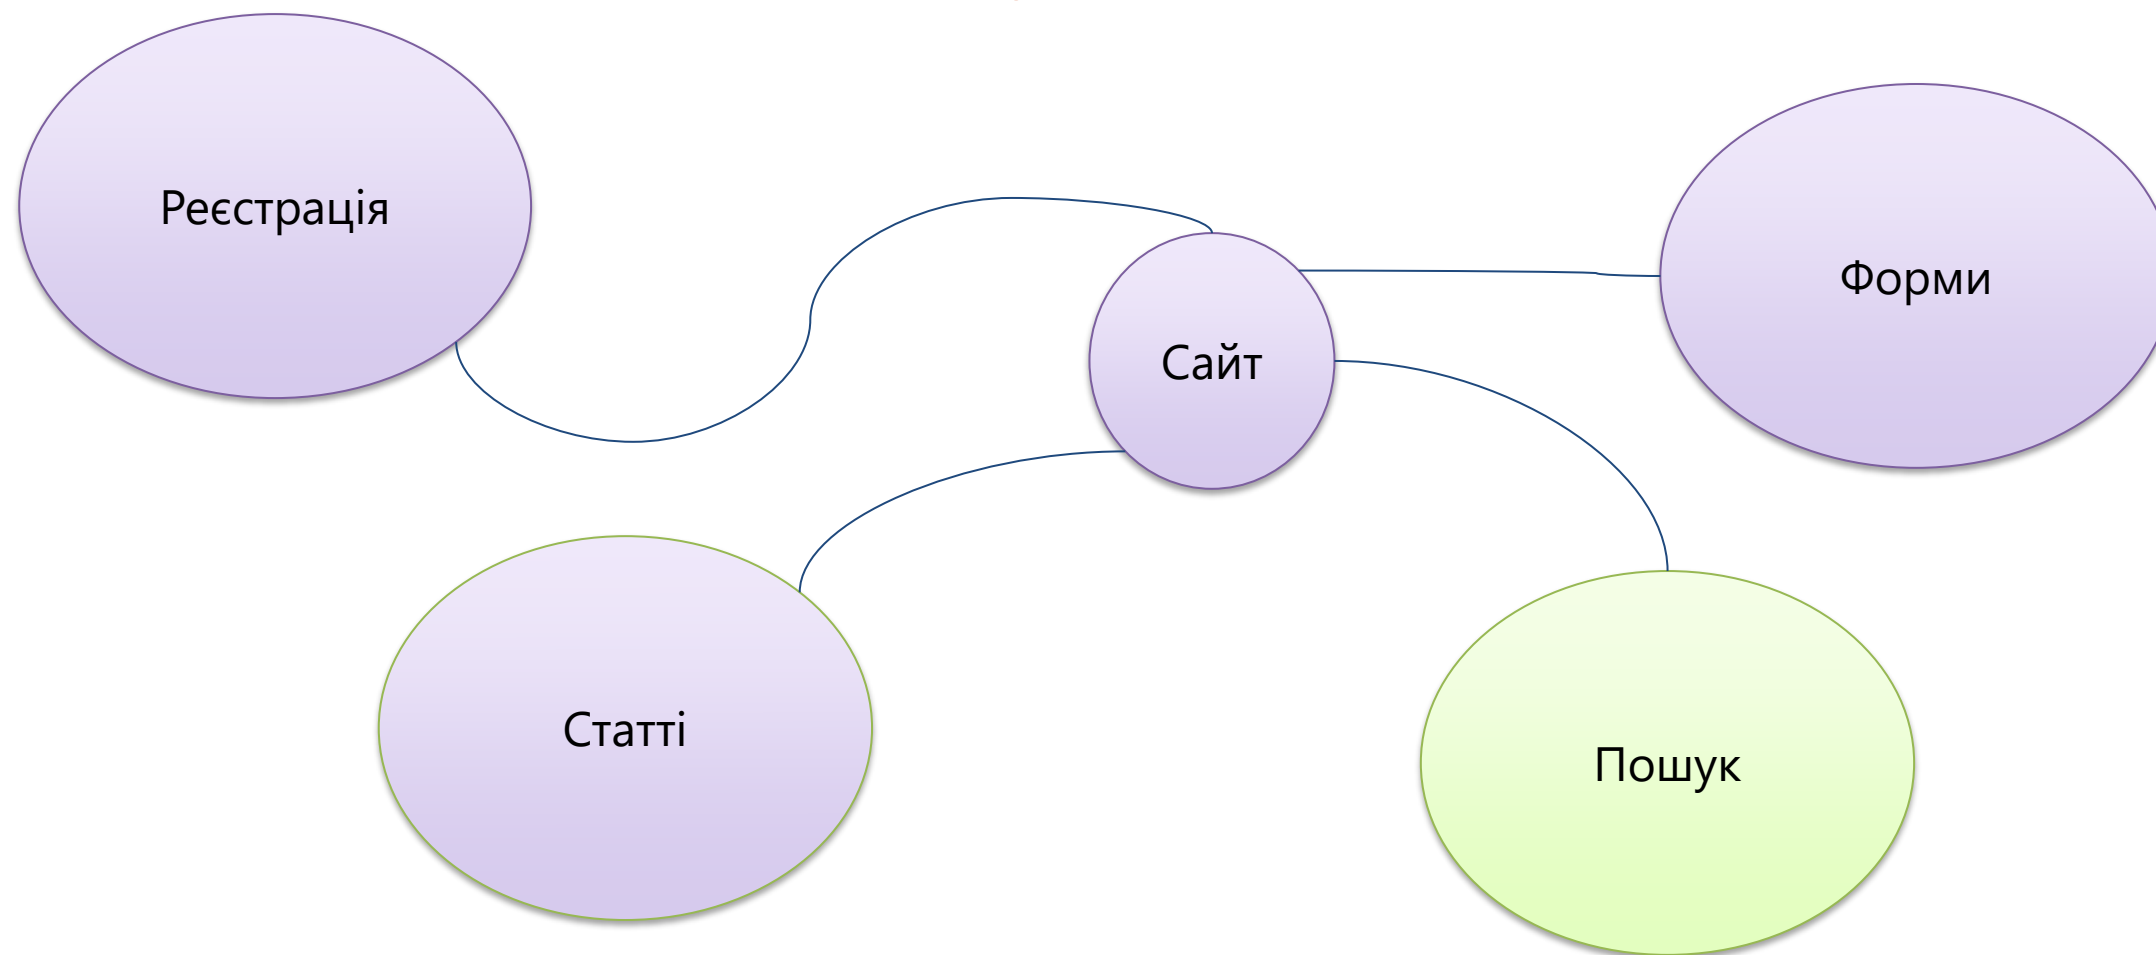 Реєстрація
Форми
Сайт
Статті
Пошук